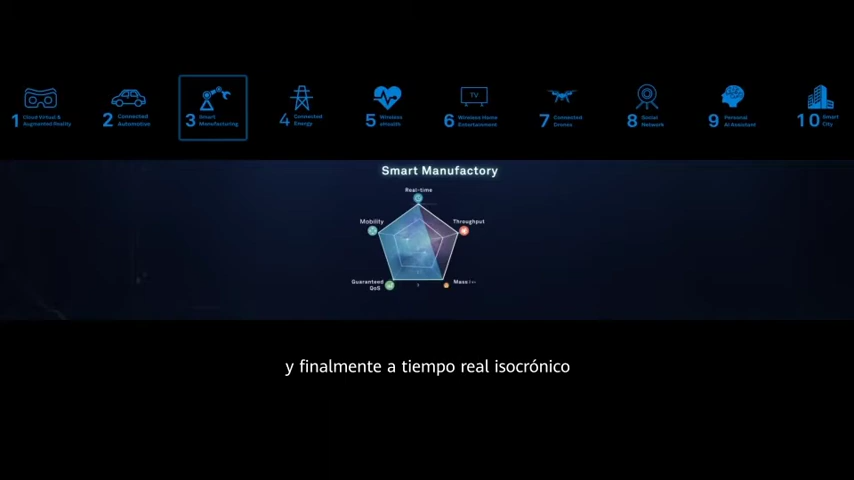 1 Cloud Virtual &
Augmented Reality
2 Connected
Automation
3 Smart
Manufacturing
4 Connected
Energy
5 Wireless
eHealth
TV
6 Wireless Home
Entertainment
7 Connected
Drones
8 Social
Network
9 Personal
AI Assistant
10 Smart
City
Smart Manufactory
Real-time
Mobility
Throughput
Guaranteed
QoS
y finalmente a tiempo real isocrónico